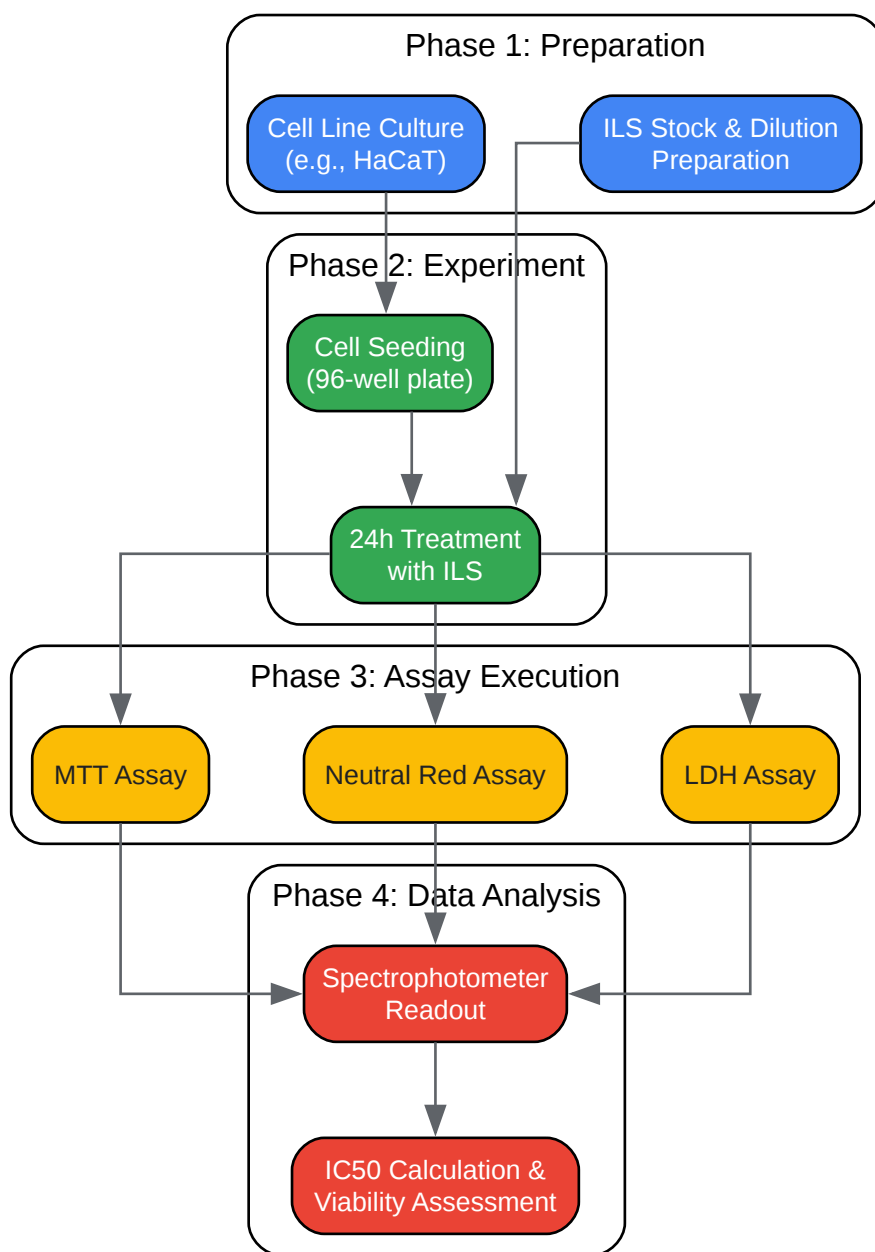 Phase 1: Preparation
Cell Line Culture
(e.g., HaCaT)
ILS Stock & Dilution
Preparation
Phase 2: Experiment
Cell Seeding
(96-well plate)
24h Treatment
with ILS
Phase 3: Assay Execution
MTT Assay
Neutral Red Assay
LDH Assay
Phase 4: Data Analysis
Spectrophotometer
Readout
IC50 Calculation &
Viability Assessment